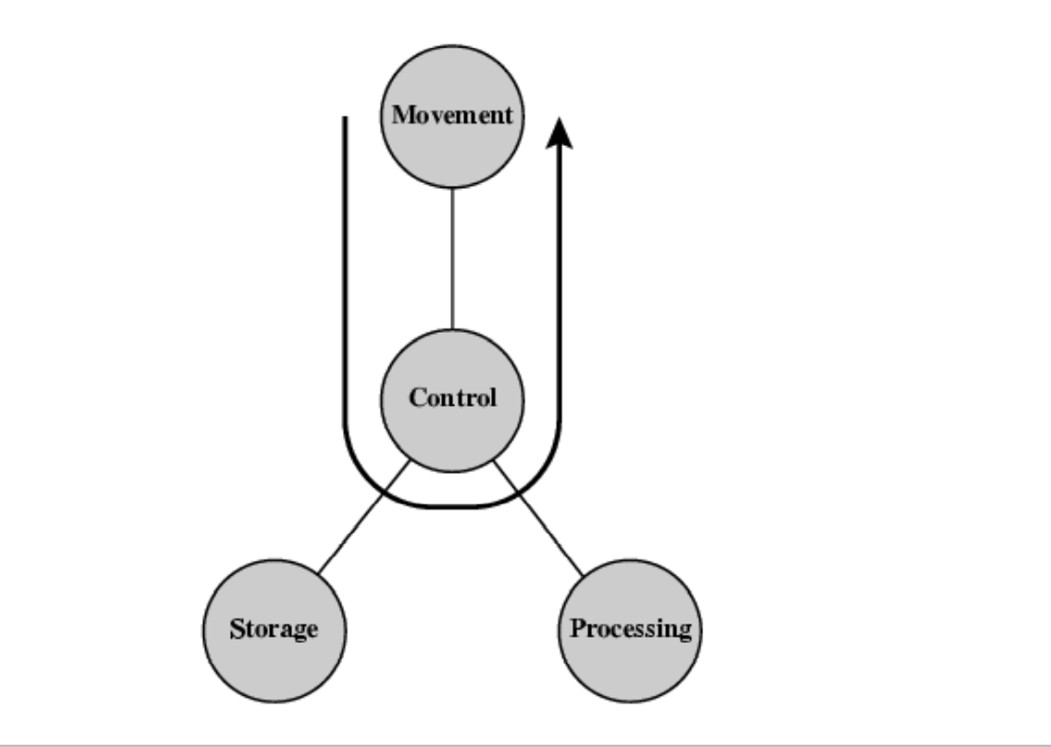 Movement
Control
Storage
Processing